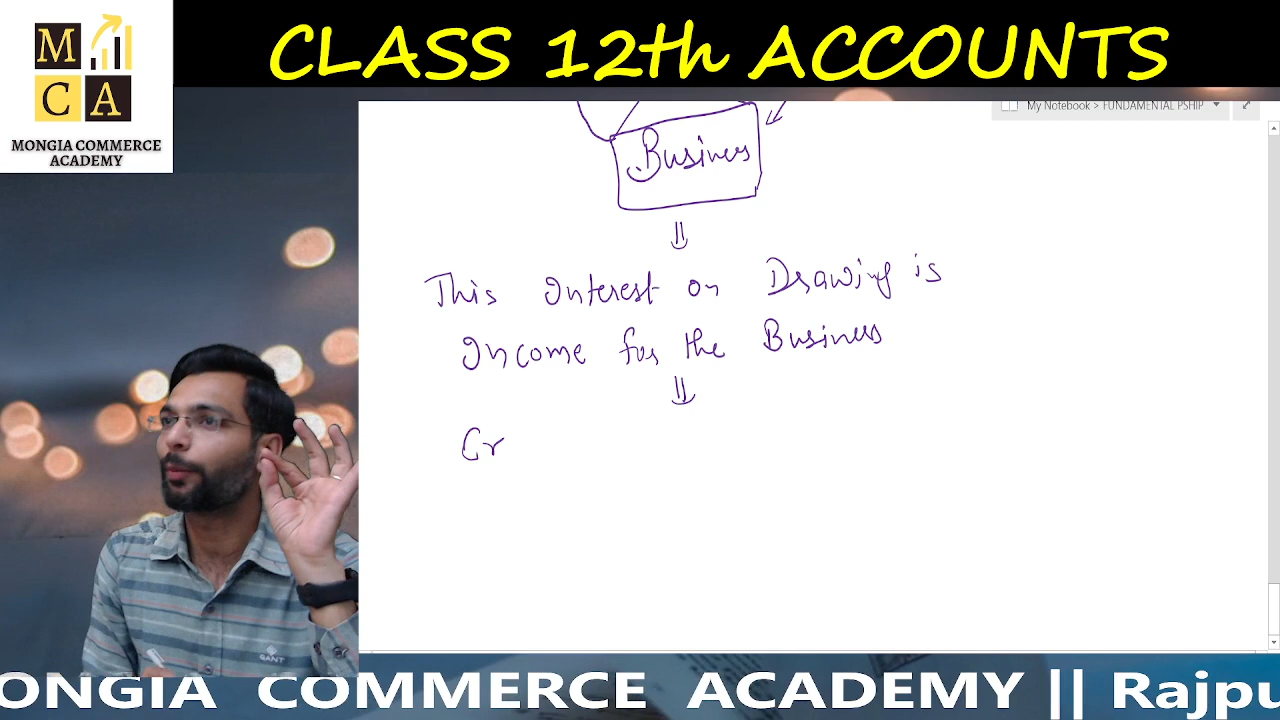 M
C A
MONGIA COMMERCE
ACADEMY
CLASS 12th ACCOUNTS
My Notebook > FUNDAMENTAL PSHIP
Business
This Interest on Drawing is
Income for the Business
Cr
GANT
ONGIA COMMERCE ACADEMY || Rajpu